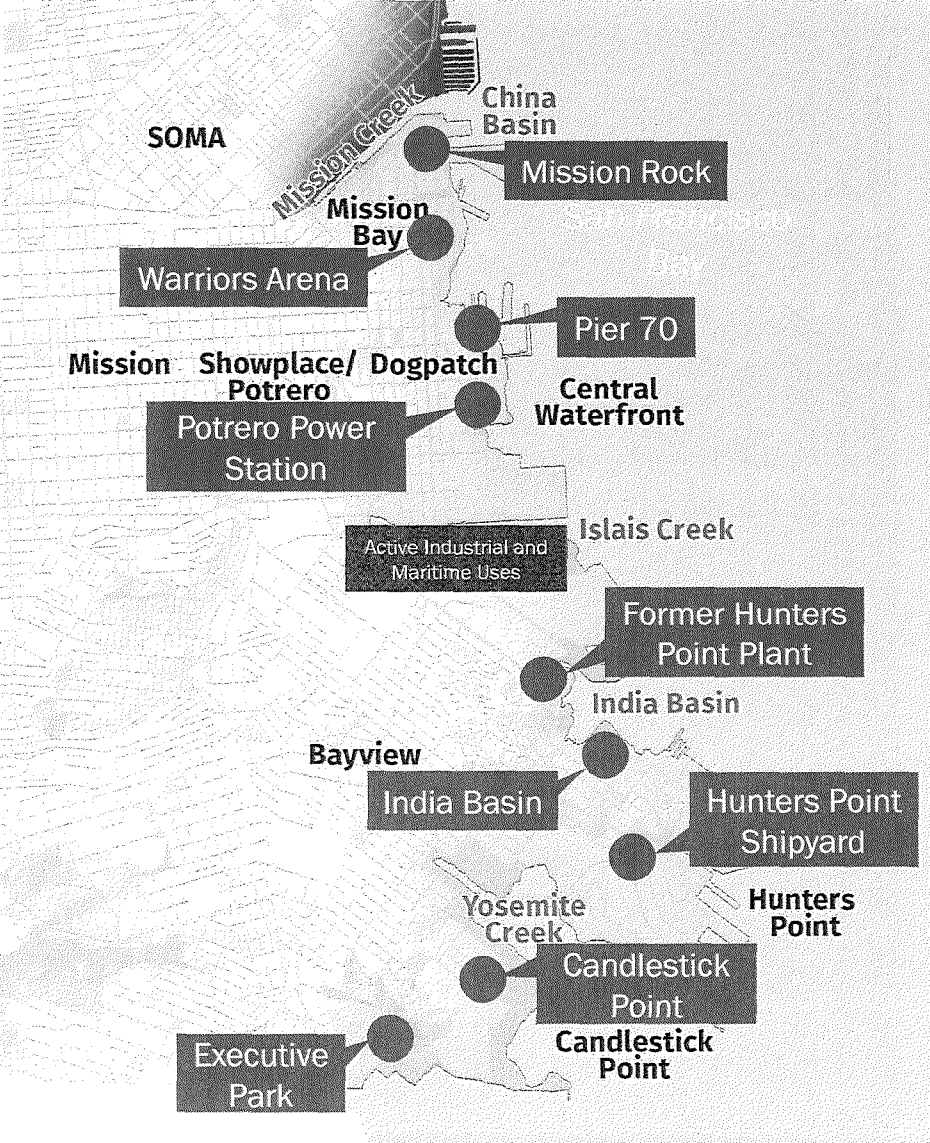 China
Basin
SOMA
Mission Creek
Mission Rock
Mission
Bay
San Francisco
Bay
Warriors Arena
Pier 70
Mission
Showplace/
Potrero
Dogpatch
Central
Waterfront
Potrero Power
Station
Islais Creek
Active Industrial and
Maritime Uses
Former Hunters
Point Plant
India Basin
Bayview
India Basin
Hunters Point
Shipyard
Hunters
Point
Yosemite
Creek
Candlestick
Point
Candlestick
Point
Executive
Park